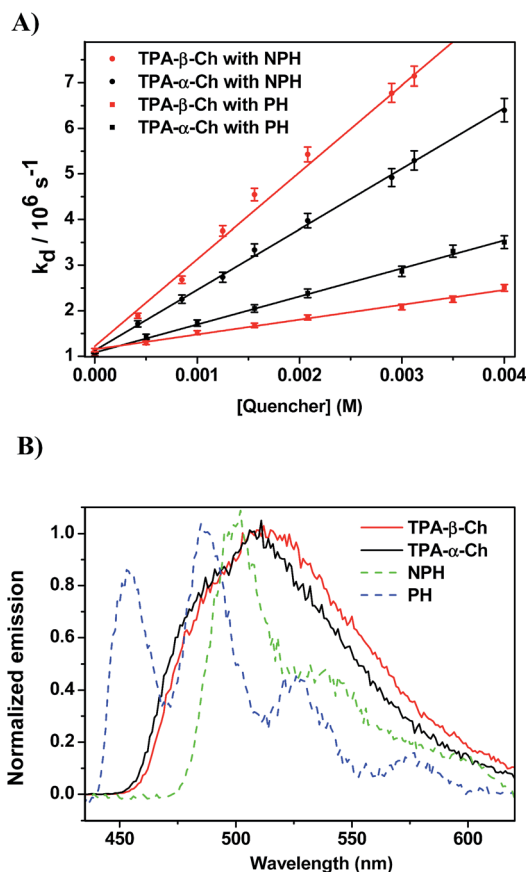 A)
TPA-β-Ch with NPH
TPA-α-Ch with NPH
TPA-β-Ch with PH
TPA-α-Ch with PH
k_d / 10^6 s^-1
7
6
5
4
3
2
1
0.000 0.001 0.002 0.003 0.004
[Quencher] (M)
B)
TPA-β-Ch
TPA-α-Ch
NPH
PH
Normalized emission
1.0
0.8
0.6
0.4
0.2
0.0
450 500 550 600
Wavelength (nm)